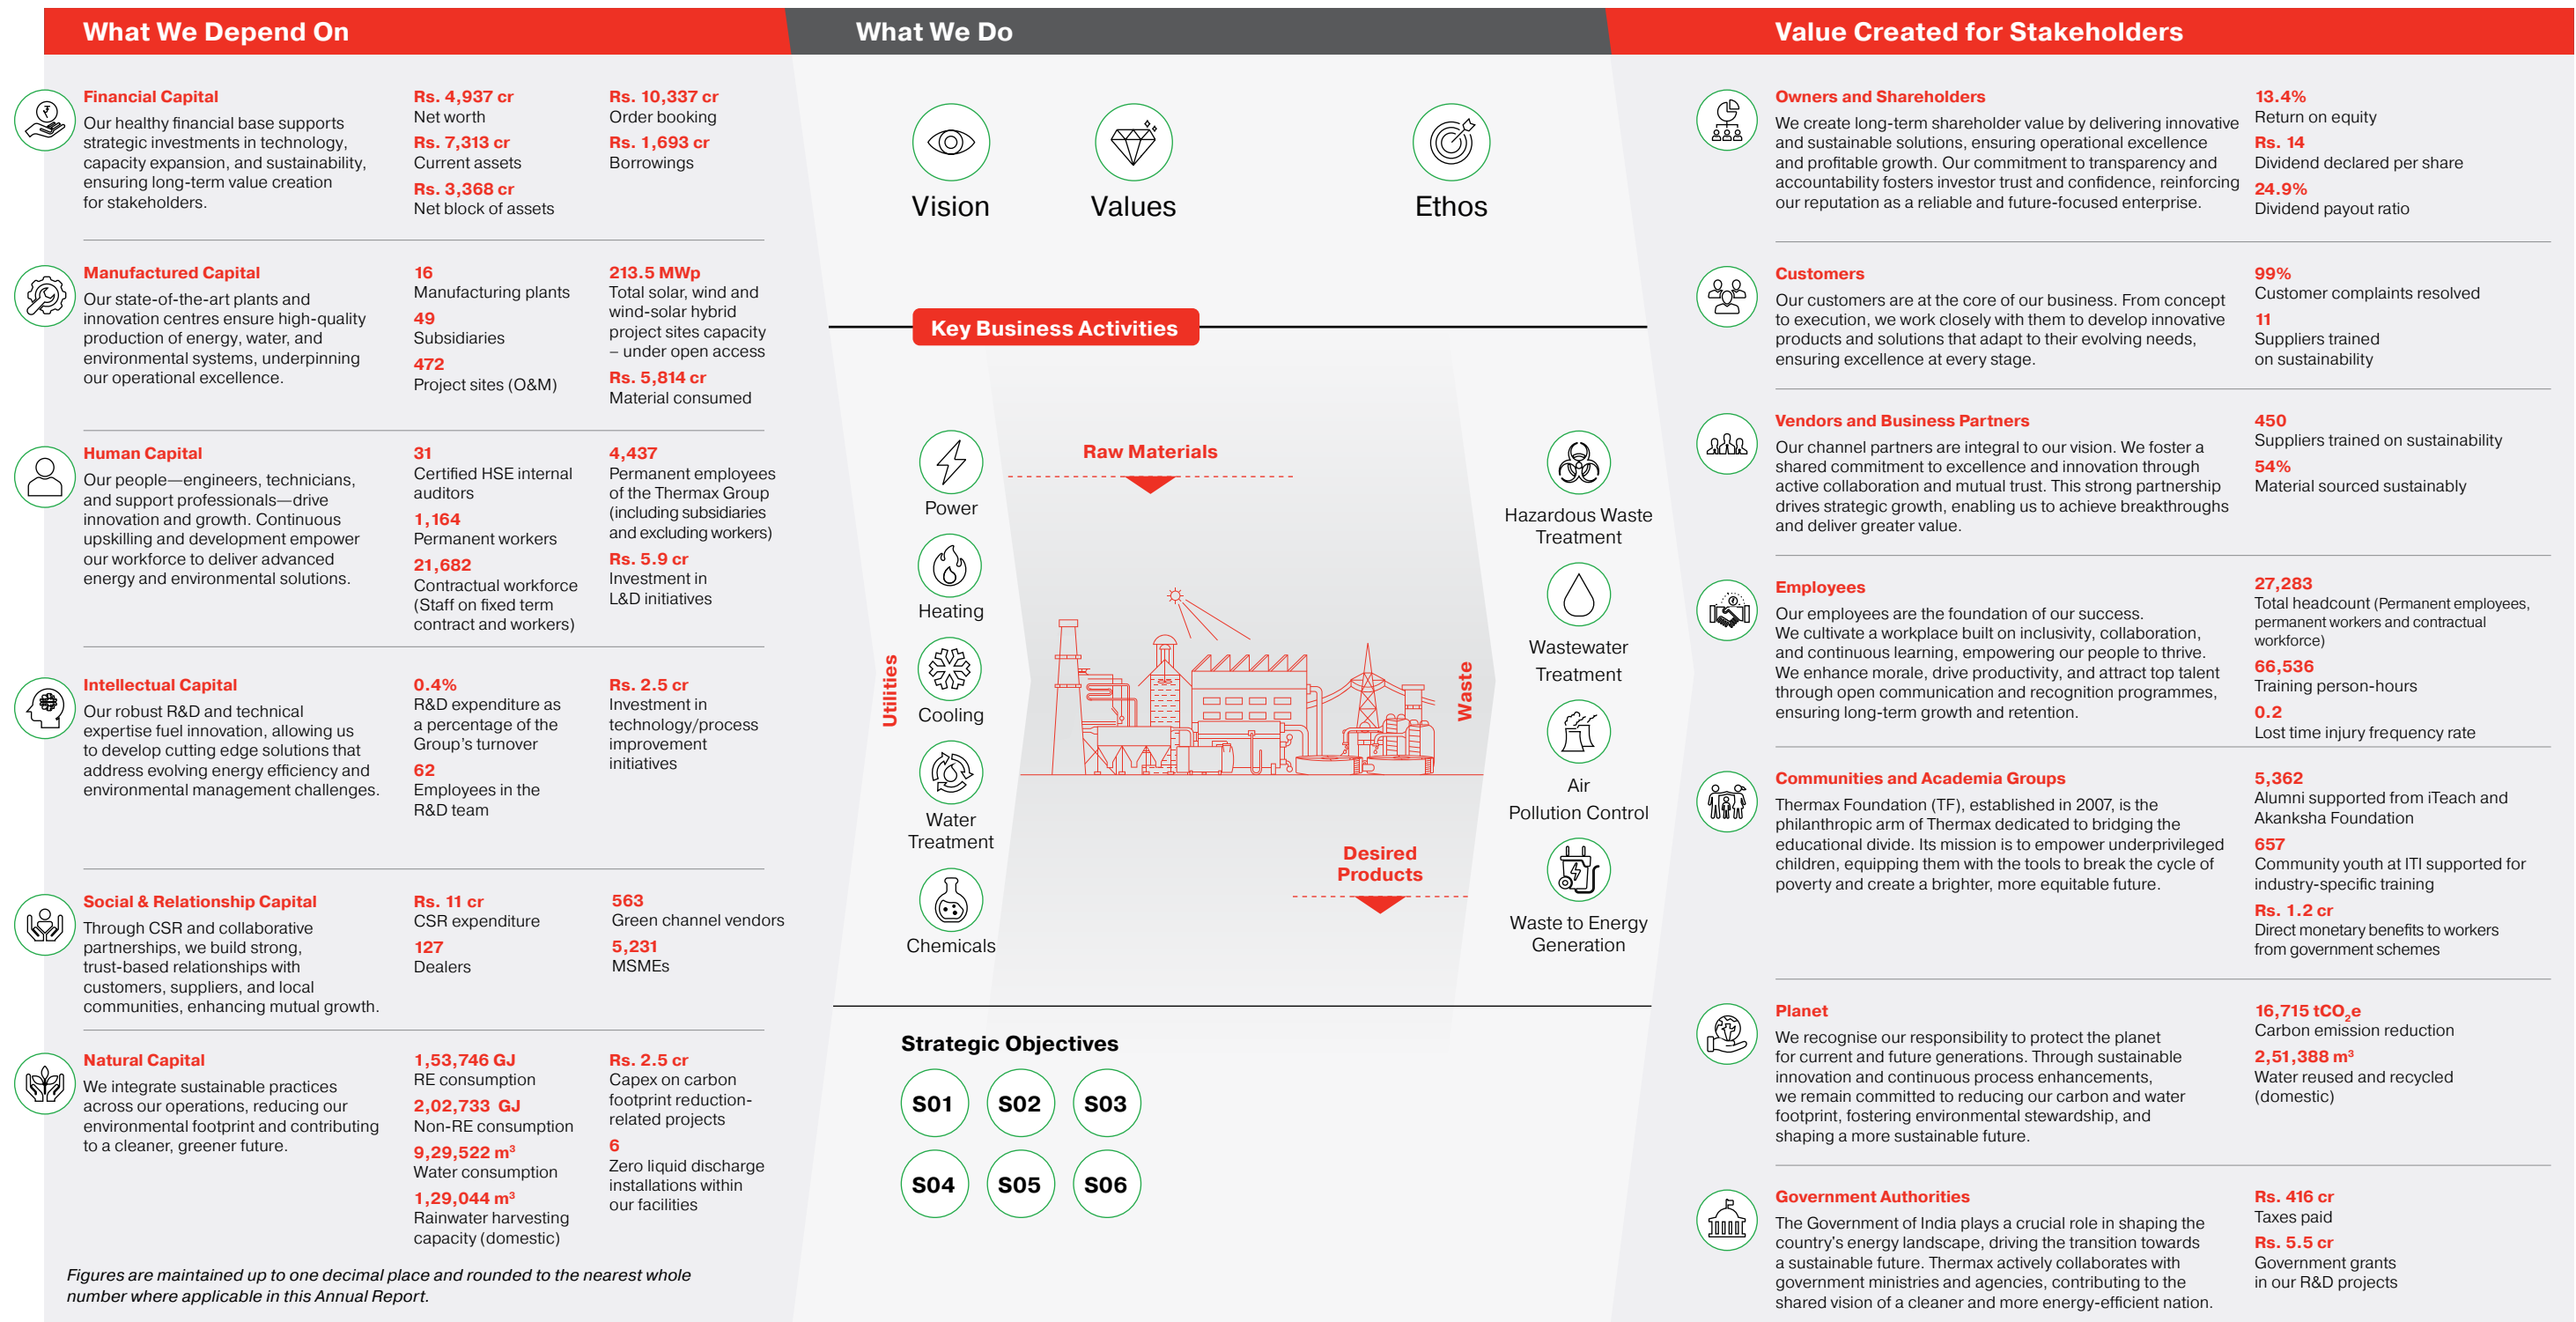 What We Depend On
Financial Capital
Our healthy financial base supports
strategic investments in technology,
capacity expansion, and sustainability,
ensuring long-term value creation
for stakeholders.
Rs. 4,937 cr
Net worth
Rs. 7,313 cr
Current assets
Rs. 3,368 cr
Net block of assets
Rs. 10,337 cr
Order booking
Rs. 1,693 cr
Borrowings
Manufactured Capital
Our state-of-the-art plants and
innovation centres ensure high-quality
production of energy, water, and
environmental systems, underpinning
our operational excellence.
16
Manufacturing plants
49
Subsidiaries
472
Project sites (O&M)
213.5 MWp
Total solar, wind and
wind-solar hybrid
project sites capacity
– under open access
Rs. 5,814 cr
Material consumed
Human Capital
Our people—engineers, technicians,
and support professionals—drive
innovation and growth. Continuous
upskilling and development empower
our workforce to deliver advanced
energy and environmental solutions.
31
Certified HSE internal
auditors
1,164
Permanent workers
21,682
Contractual workforce
(Staff on fixed term
contract and workers)
4,437
Permanent employees
of the Thermax Group
(including subsidiaries
and excluding workers)
Rs. 5.9 cr
Investment in
L&D initiatives
Intellectual Capital
Our robust R&D and technical
expertise fuel innovation, allowing us
to develop cutting edge solutions that
address evolving energy efficiency and
environmental management challenges.
0.4%
R&D expenditure as
a percentage of the
Group's turnover
62
Employees in the
R&D team
Rs. 2.5 cr
Investment in
technology/process
improvement
initiatives
Social & Relationship Capital
Through CSR and collaborative
partnerships, we build strong,
trust-based relationships with
customers, suppliers, and local
communities, enhancing mutual growth.
Rs. 11 cr
CSR expenditure
127
Dealers
563
Green channel vendors
5,231
MSMEs
Natural Capital
We integrate sustainable practices
across our operations, reducing our
environmental footprint and contributing
to a cleaner, greener future.
1,53,746 GJ
RE consumption
2,02,733 GJ
Non-RE consumption
9,29,522 m³
Water consumption
1,29,044 m³
Rainwater harvesting
capacity (domestic)
Rs. 2.5 cr
Capex on carbon
footprint reduction-
related projects
6
Zero liquid discharge
installations within
our facilities
Figures are maintained up to one decimal place and rounded to the nearest whole
number where applicable in this Annual Report.
What We Do
Vision
Values
Ethos
Key Business Activities
Utilities
Power
Heating
Cooling
Water
Treatment
Chemicals
Raw Materials
Desired
Products
Waste
Hazardous Waste
Treatment
Wastewater
Treatment
Air
Pollution Control
Waste to Energy
Generation
Strategic Objectives
S01
S02
S03
S04
S05
S06
Value Created for Stakeholders
Owners and Shareholders
We create long-term shareholder value by delivering innovative
and sustainable solutions, ensuring operational excellence
and profitable growth. Our commitment to transparency and
accountability fosters investor trust and confidence, reinforcing
our reputation as a reliable and future-focused enterprise.
13.4%
Return on equity
Rs. 14
Dividend declared per share
24.9%
Dividend payout ratio
Customers
Our customers are at the core of our business. From concept
to execution, we work closely with them to develop innovative
products and solutions that adapt to their evolving needs,
ensuring excellence at every stage.
99%
Customer complaints resolved
11
Suppliers trained
on sustainability
Vendors and Business Partners
Our channel partners are integral to our vision. We foster a
shared commitment to excellence and innovation through
active collaboration and mutual trust. This strong partnership
drives strategic growth, enabling us to achieve breakthroughs
and deliver greater value.
450
Suppliers trained on sustainability
54%
Material sourced sustainably
Employees
Our employees are the foundation of our success.
We cultivate a workplace built on inclusivity, collaboration,
and continuous learning, empowering our people to thrive.
We enhance morale, drive productivity, and attract top talent
through open communication and recognition programmes,
ensuring long-term growth and retention.
27,283
Total headcount (Permanent employees,
permanent workers and contractual
workforce)
66,536
Training person-hours
0.2
Lost time injury frequency rate
Communities and Academia Groups
Thermax Foundation (TF), established in 2007, is the
philanthropic arm of Thermax dedicated to bridging the
educational divide. Its mission is to empower underprivileged
children, equipping them with the tools to break the cycle of
poverty and create a brighter, more equitable future.
5,362
Alumni supported from iTeach and
Akanksha Foundation
657
Community youth at ITI supported for
industry-specific training
Rs. 1.2 cr
Direct monetary benefits to workers
from government schemes
Planet
We recognise our responsibility to protect the planet
for current and future generations. Through sustainable
innovation and continuous process enhancements,
we remain committed to reducing our carbon and water
footprint, fostering environmental stewardship, and
shaping a more sustainable future.
16,715 tCO₂e
Carbon emission reduction
2,51,388 m³
Water reused and recycled
(domestic)
Government Authorities
The Government of India plays a crucial role in shaping the
country's energy landscape, driving the transition towards
a sustainable future. Thermax actively collaborates with
government ministries and agencies, contributing to the
shared vision of a cleaner and more energy-efficient nation.
Rs. 416 cr
Taxes paid
Rs. 5.5 cr
Government grants
in our R&D projects